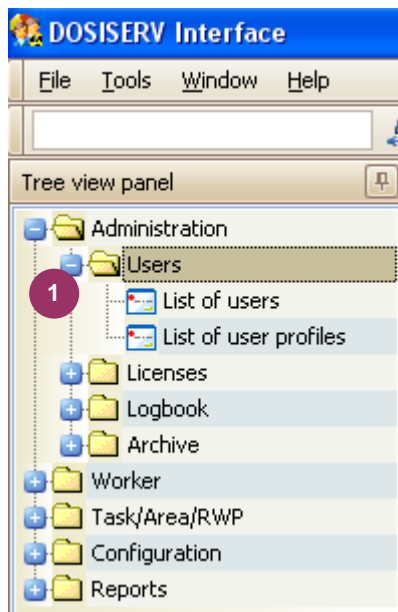 DOSISERV Interface
File Tools Window Help
Tree view panel
Administration
Users
1
List of users
List of user profiles
Licenses
Logbook
Archive
Worker
Task/Area/RWP
Configuration
Reports